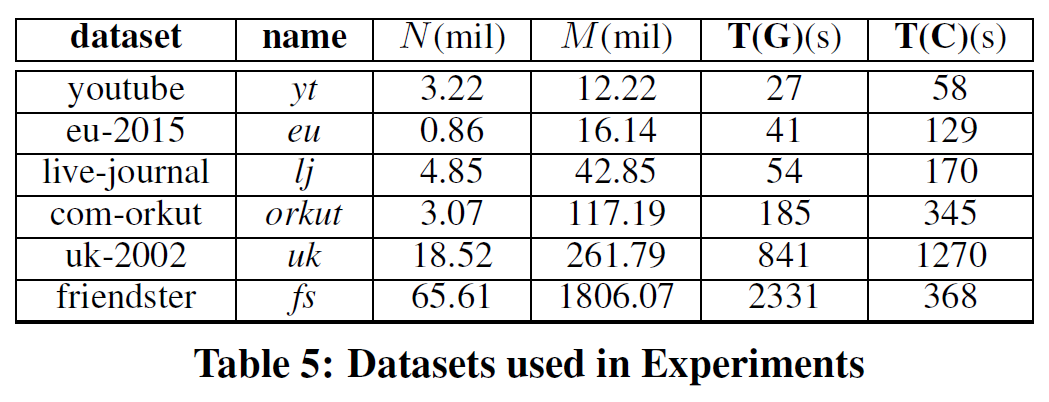 dataset name N(mil) M(mil) T(G)(s) T(C)(s)
youtube yt 3.22 12.22 27 58
eu-2015 eu 0.86 16.14 41 129
live-journal lj 4.85 42.85 54 170
com-orkut orkut 3.07 117.19 185 345
uk-2002 uk 18.52 261.79 841 1270
friendster fs 65.61 1806.07 2331 368
Table 5: Datasets used in Experiments